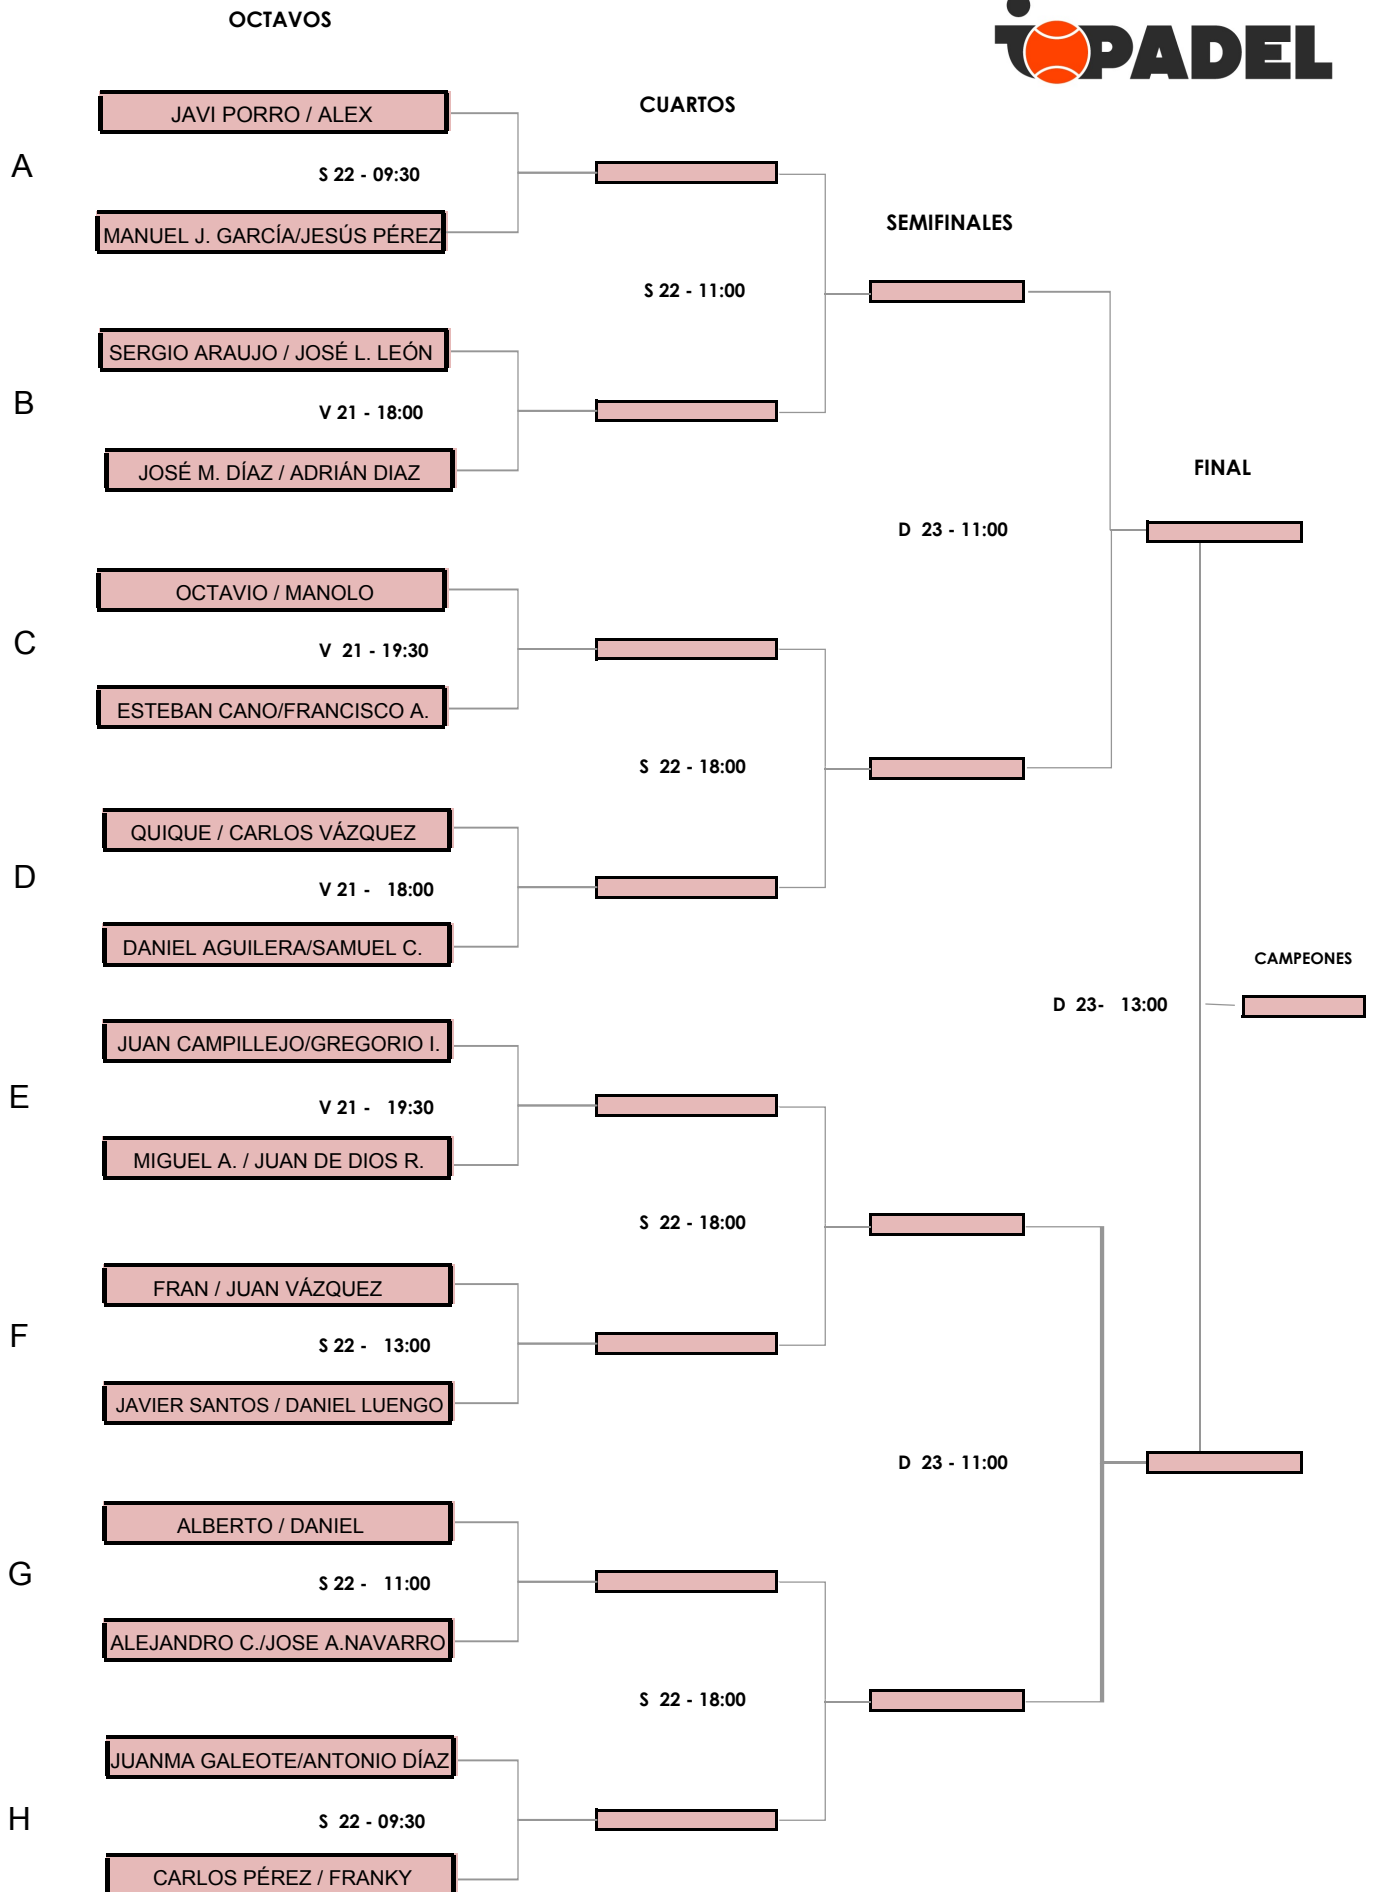 OCTAVOS
TOPADEL
JAVI PORRO / ALEX
CUARTOS
A
S 22 - 09:30
MANUEL J. GARCÍA/JESÚS PÉREZ
SEMIFINALES
S 22 - 11:00
SERGIO ARAUJO / JOSÉ L. LEÓN
B
V 21 - 18:00
JOSÉ M. DÍAZ / ADRIÁN DIAZ
FINAL
D 23 - 11:00
OCTAVIO / MANOLO
C
V 21 - 19:30
ESTEBAN CANO/FRANCISCO A.
S 22 - 18:00
QUIQUE / CARLOS VÁZQUEZ
D
V 21 - 18:00
DANIEL AGUILERA/SAMUEL C.
CAMPEONES
D 23- 13:00
JUAN CAMPILLEJO/GREGORIO I.
E
V 21 - 19:30
MIGUEL A. / JUAN DE DIOS R.
S 22 - 18:00
FRAN / JUAN VÁZQUEZ
F
S 22 - 13:00
JAVIER SANTOS / DANIEL LUENGO
D 23 - 11:00
ALBERTO / DANIEL
G
S 22 - 11:00
ALEJANDRO C./JOSE A.NAVARRO
S 22 - 18:00
JUANMA GALEOTE/ANTONIO DÍAZ
H
S 22 - 09:30
CARLOS PÉREZ / FRANKY